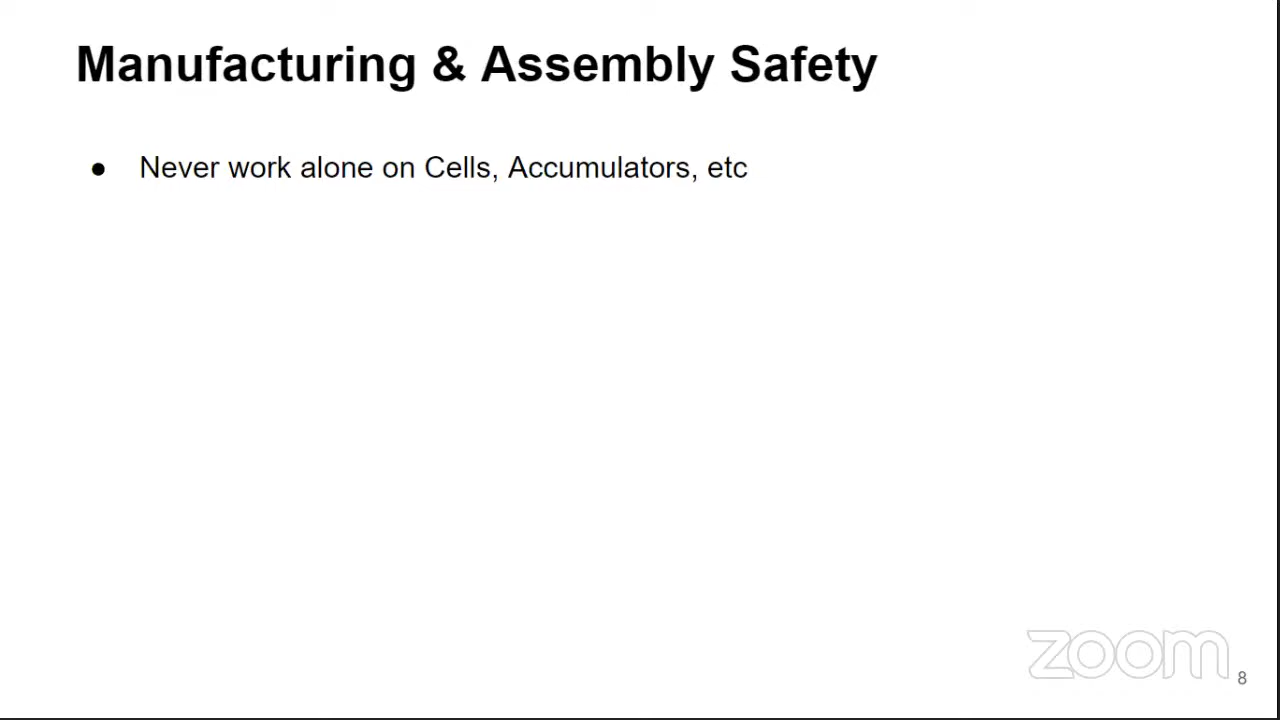 Manufacturing & Assembly Safety
● Never work alone on Cells, Accumulators, etc
zoom
8